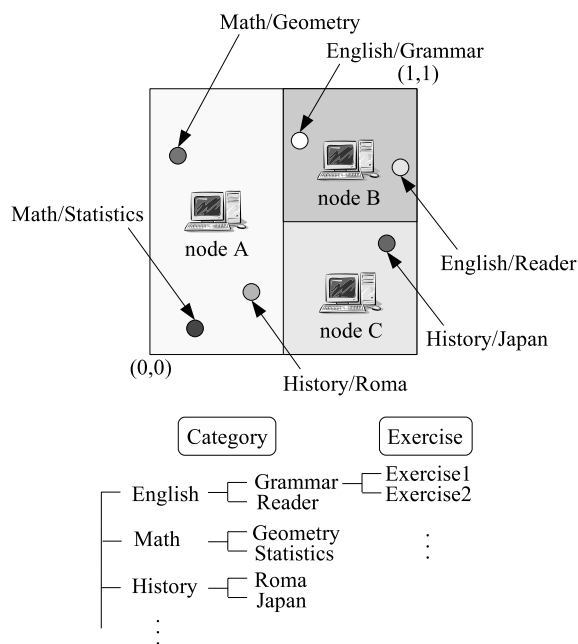 Math/Geometry
English/Grammar
(1,1)
node B
Math/Statistics
node A
English/Reader
node C
History/Japan
(0,0)
History/Roma
Category
Exercise
English
Grammar
Reader
Exercise1
Exercise2
Math
Geometry
Statistics
History
Roma
Japan